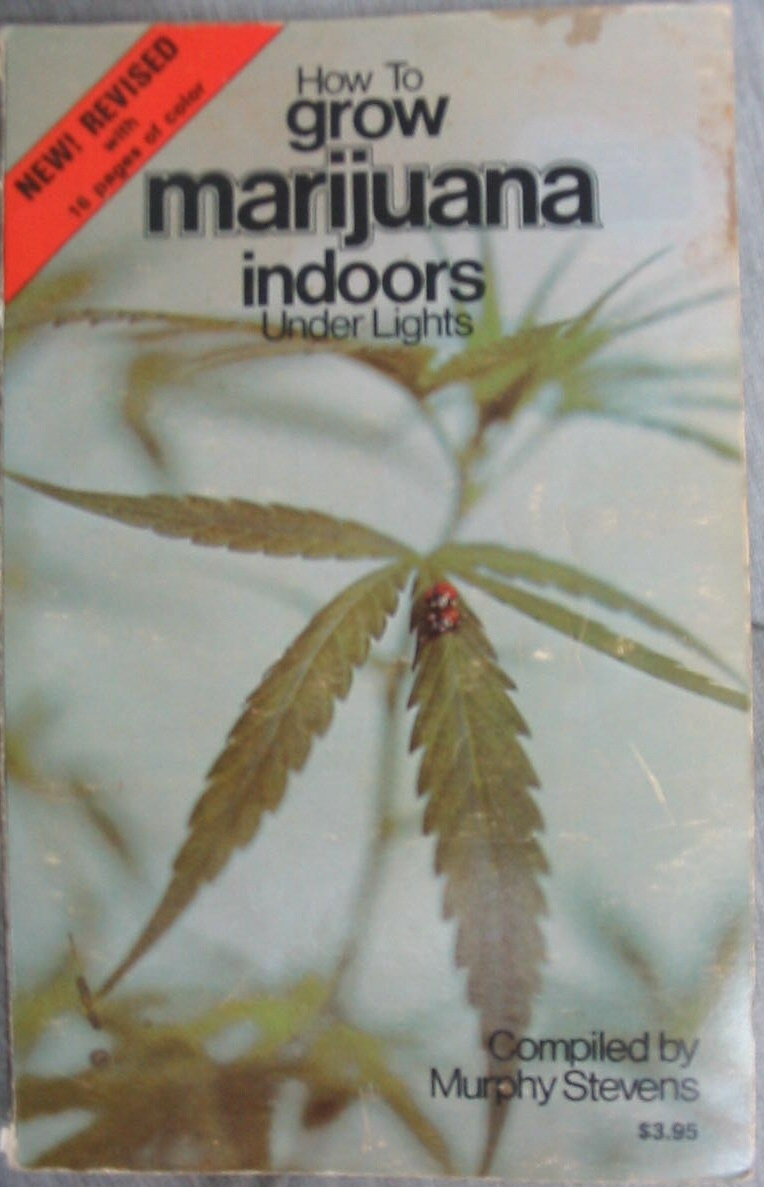 NEW! REVISED
with
16 pages of color
How To
grow
marijuana
indoors
Under Lights
Compiled by
Murphy Stevens
$3.95